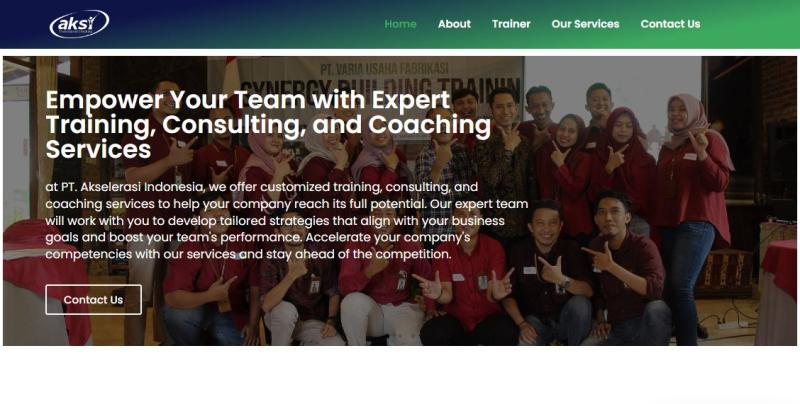 aksi
Home
About
Trainer
Our Services
Contact Us
PT. VARIA USAHA FABRIKASI
SYNERGY BUILDING TRAINING
Empower Your Team with Expert
Training, Consulting, and Coaching
Services
at PT. Akselerasi Indonesia, we offer customized training, consulting, and
coaching services to help your company reach its full potential. Our expert team
will work with you to develop tailored strategies that align with your business
goals and boost your team's performance. Accelerate your company's
competencies with our services and stay ahead of the competition.
Contact Us